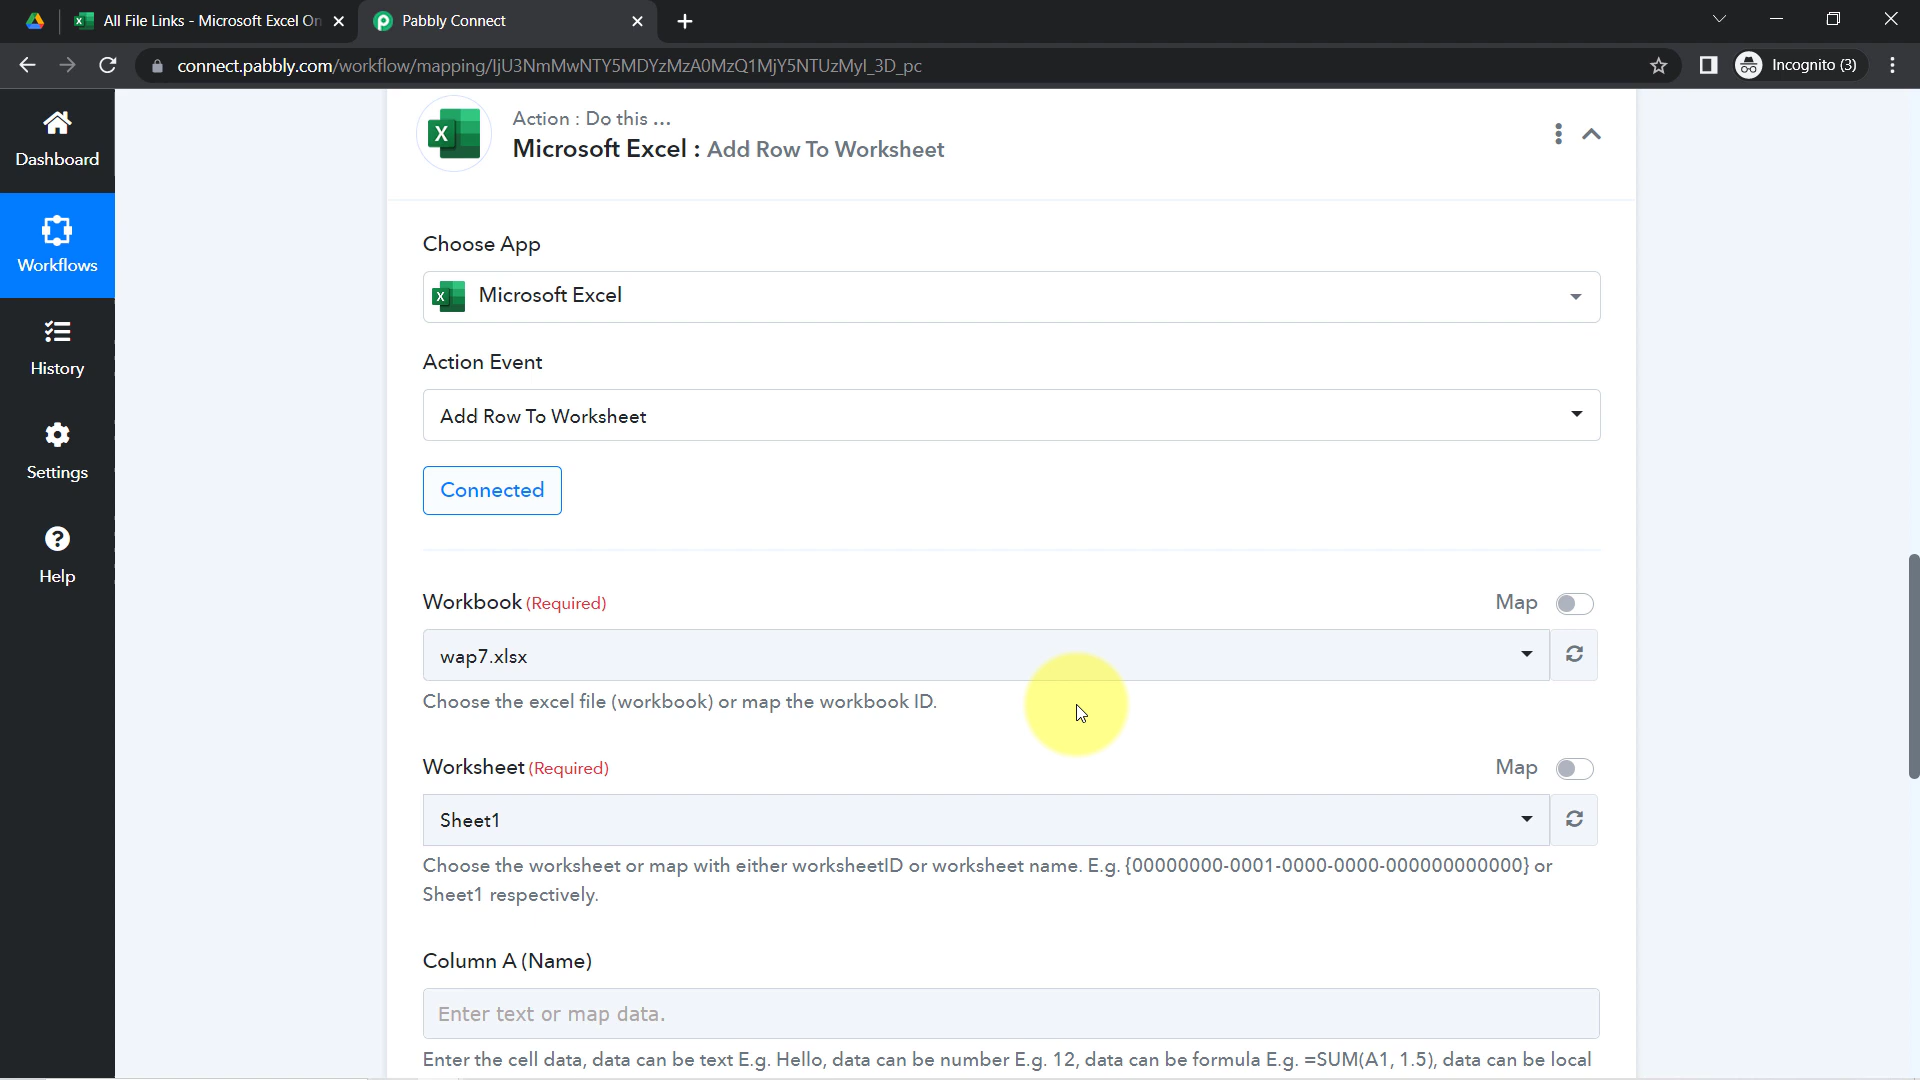 All File Links - Microsoft Excel On
Pabbly Connect
connect.pabbly.com/workflow/mapping/IjU3NmMwNTY5MDYzMzA0MzQ1MjY5NTUzMyI_3D_pc
Incognito (3)
Dashboard
Workflows
History
Settings
Help
Action : Do this ...
Microsoft Excel : Add Row To Worksheet
Choose App
Microsoft Excel
Action Event
Add Row To Worksheet
Connected
Workbook (Required)
Map
wap7.xlsx
Choose the excel file (workbook) or map the workbook ID.
Worksheet (Required)
Map
Sheet1
Choose the worksheet or map with either worksheetID or worksheet name. E.g. {00000000-0001-0000-0000-000000000000} or
Sheet1 respectively.
Column A (Name)
Enter text or map data.
Enter the cell data, data can be text E.g. Hello, data can be number E.g. 12, data can be formula E.g. =SUM(A1, 1.5), data can be local